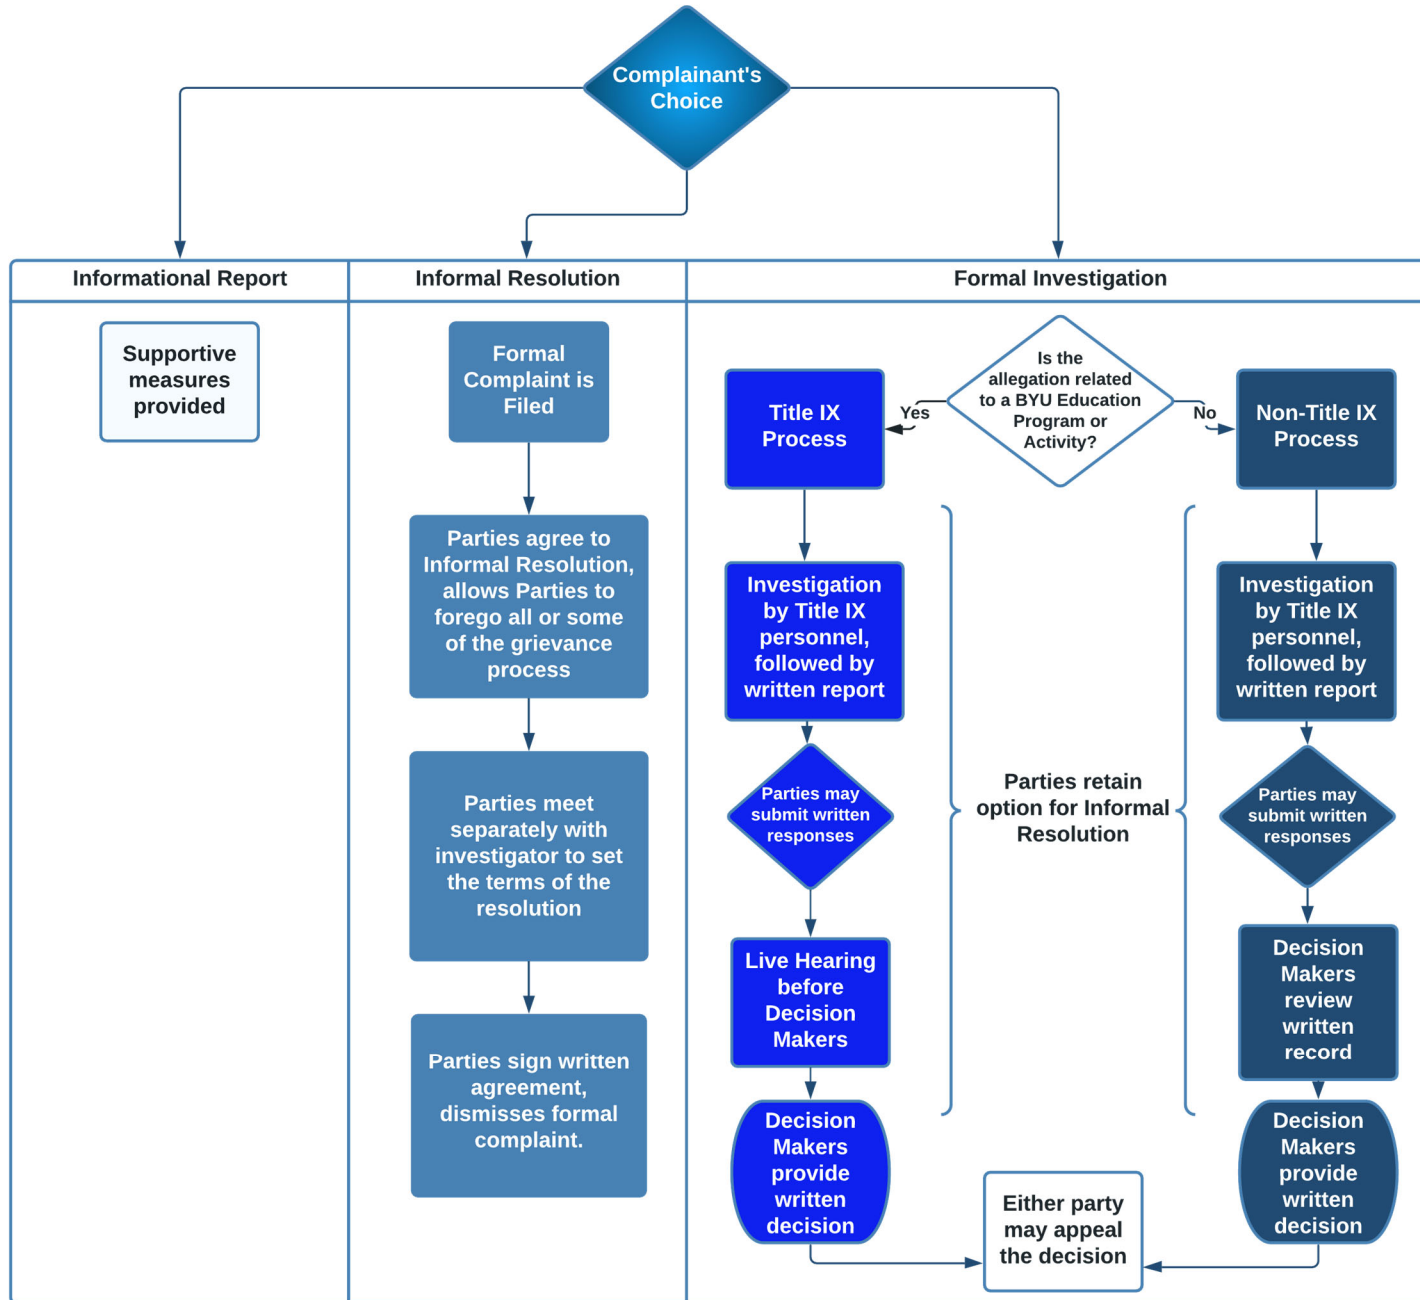 Complainant's
Choice
Informational Report
Informal Resolution
Formal Investigation
Supportive
measures
provided
Formal
Complaint is
Filed
Parties agree to
Informal Resolution,
allows Parties to
forego all or some
of the grievance
process
Parties meet
separately with
investigator to set
the terms of the
resolution
Parties sign written
agreement,
dismisses formal
complaint.
Is the
allegation related
to a BYU Education
Program or
Activity?
Yes
No
Title IX
Process
Investigation
by Title IX
personnel,
followed by
written report
Parties may
submit written
responses
Live Hearing
before
Decision
Makers
Decision
Makers
provide
written
decision
Parties retain
option for Informal
Resolution
Non-Title IX
Process
Investigation
by Title IX
personnel,
followed by
written report
Parties may
submit written
responses
Decision
Makers
review
written
record
Decision
Makers
provide
written
decision
Either party
may appeal
the decision